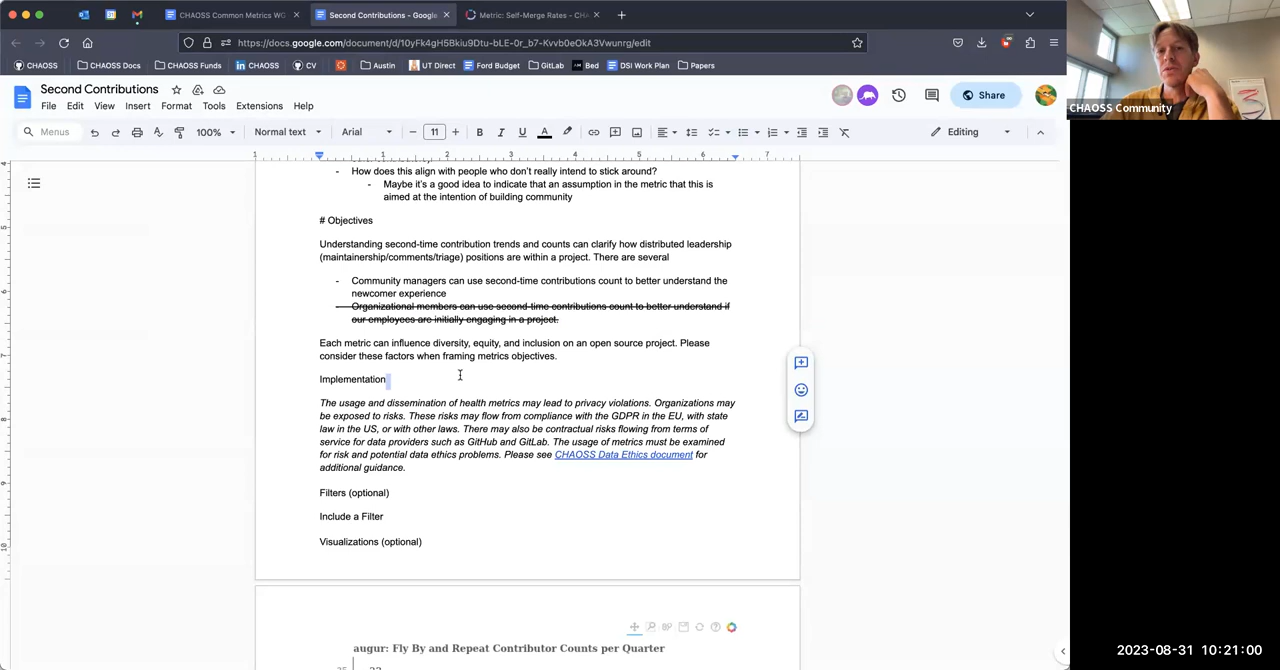 CHAOSS Common Metrics WG
Second Contributions - Google
Metric: Self-Merge Rates - CHA
https://docs.google.com/document/d/10yFk4gH58kiu9Dtu-bLE-0r_b7-Kvvb0eOkA3Vwunrg/edit
CHAOSS
CHAOSS Docs
CHAOSS Funds
CHAOSS
CV
Austin
UT Direct
Ford Budget
GitLab
Bed
DSI Work Plan
Papers
CHAOSS Community
Second Contributions
File Edit View Insert Format Tools Extensions Help
Share
Menus
100%
Normal text
Arial
11
Editing
1 1 2 3 4 5 6 7
- How does this align with people who don't really intend to stick around?
- Maybe it's a good idea to indicate that an assumption in the metric that this is
aimed at the intention of building community
# Objectives
Understanding second-time contribution trends and counts can clarify how distributed leadership
(maintainership/comments/triage) positions are within a project. There are several
- Community managers can use second-time contributions count to better understand the
newcomer experience
- Organizational members can use second-time contributions count to better understand if
our employees are initially engaging in a project.
Each metric can influence diversity, equity, and inclusion on an open source project. Please
consider these factors when framing metrics objectives.
Implementation
The usage and dissemination of health metrics may lead to privacy violations. Organizations may
be exposed to risks. These risks may flow from compliance with the GDPR in the EU, with state
law in the US, or with other laws. There may also be contractual risks flowing from terms of
service for data providers such as GitHub and GitLab. The usage of metrics must be examined
for risk and potential data ethics problems. Please see CHAOSS Data Ethics document for
additional guidance.
Filters (optional)
Include a Filter
Visualizations (optional)
augur: Fly By and Repeat Contributor Counts per Quarter
2023-08-31 10:21:00